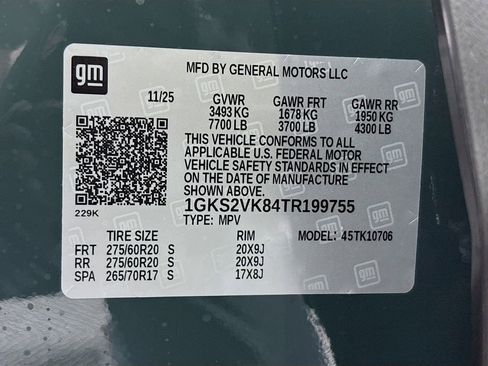 gm
MFD BY GENERAL MOTORS LLC
11/25 GVWR GAWR FRT GAWR RR
3493 KG 1678 KG 1950 KG
7700 LB 3700 LB 4300 LB
THIS VEHICLE CONFORMS TO ALL
APPLICABLE U.S. FEDERAL MOTOR
VEHICLE SAFETY STANDARDS IN EFFECT
ON THE DATE OF MANUFACTURE
SHOWN ABOVE.
229K
1GKS2VK84TR199755
TYPE: MPV
TIRE SIZE RIM MODEL: 45TK10706
FRT 275/60R20 S 20X9J
RR 275/60R20 S 20X9J
SPA 265/70R17 S 17X8J